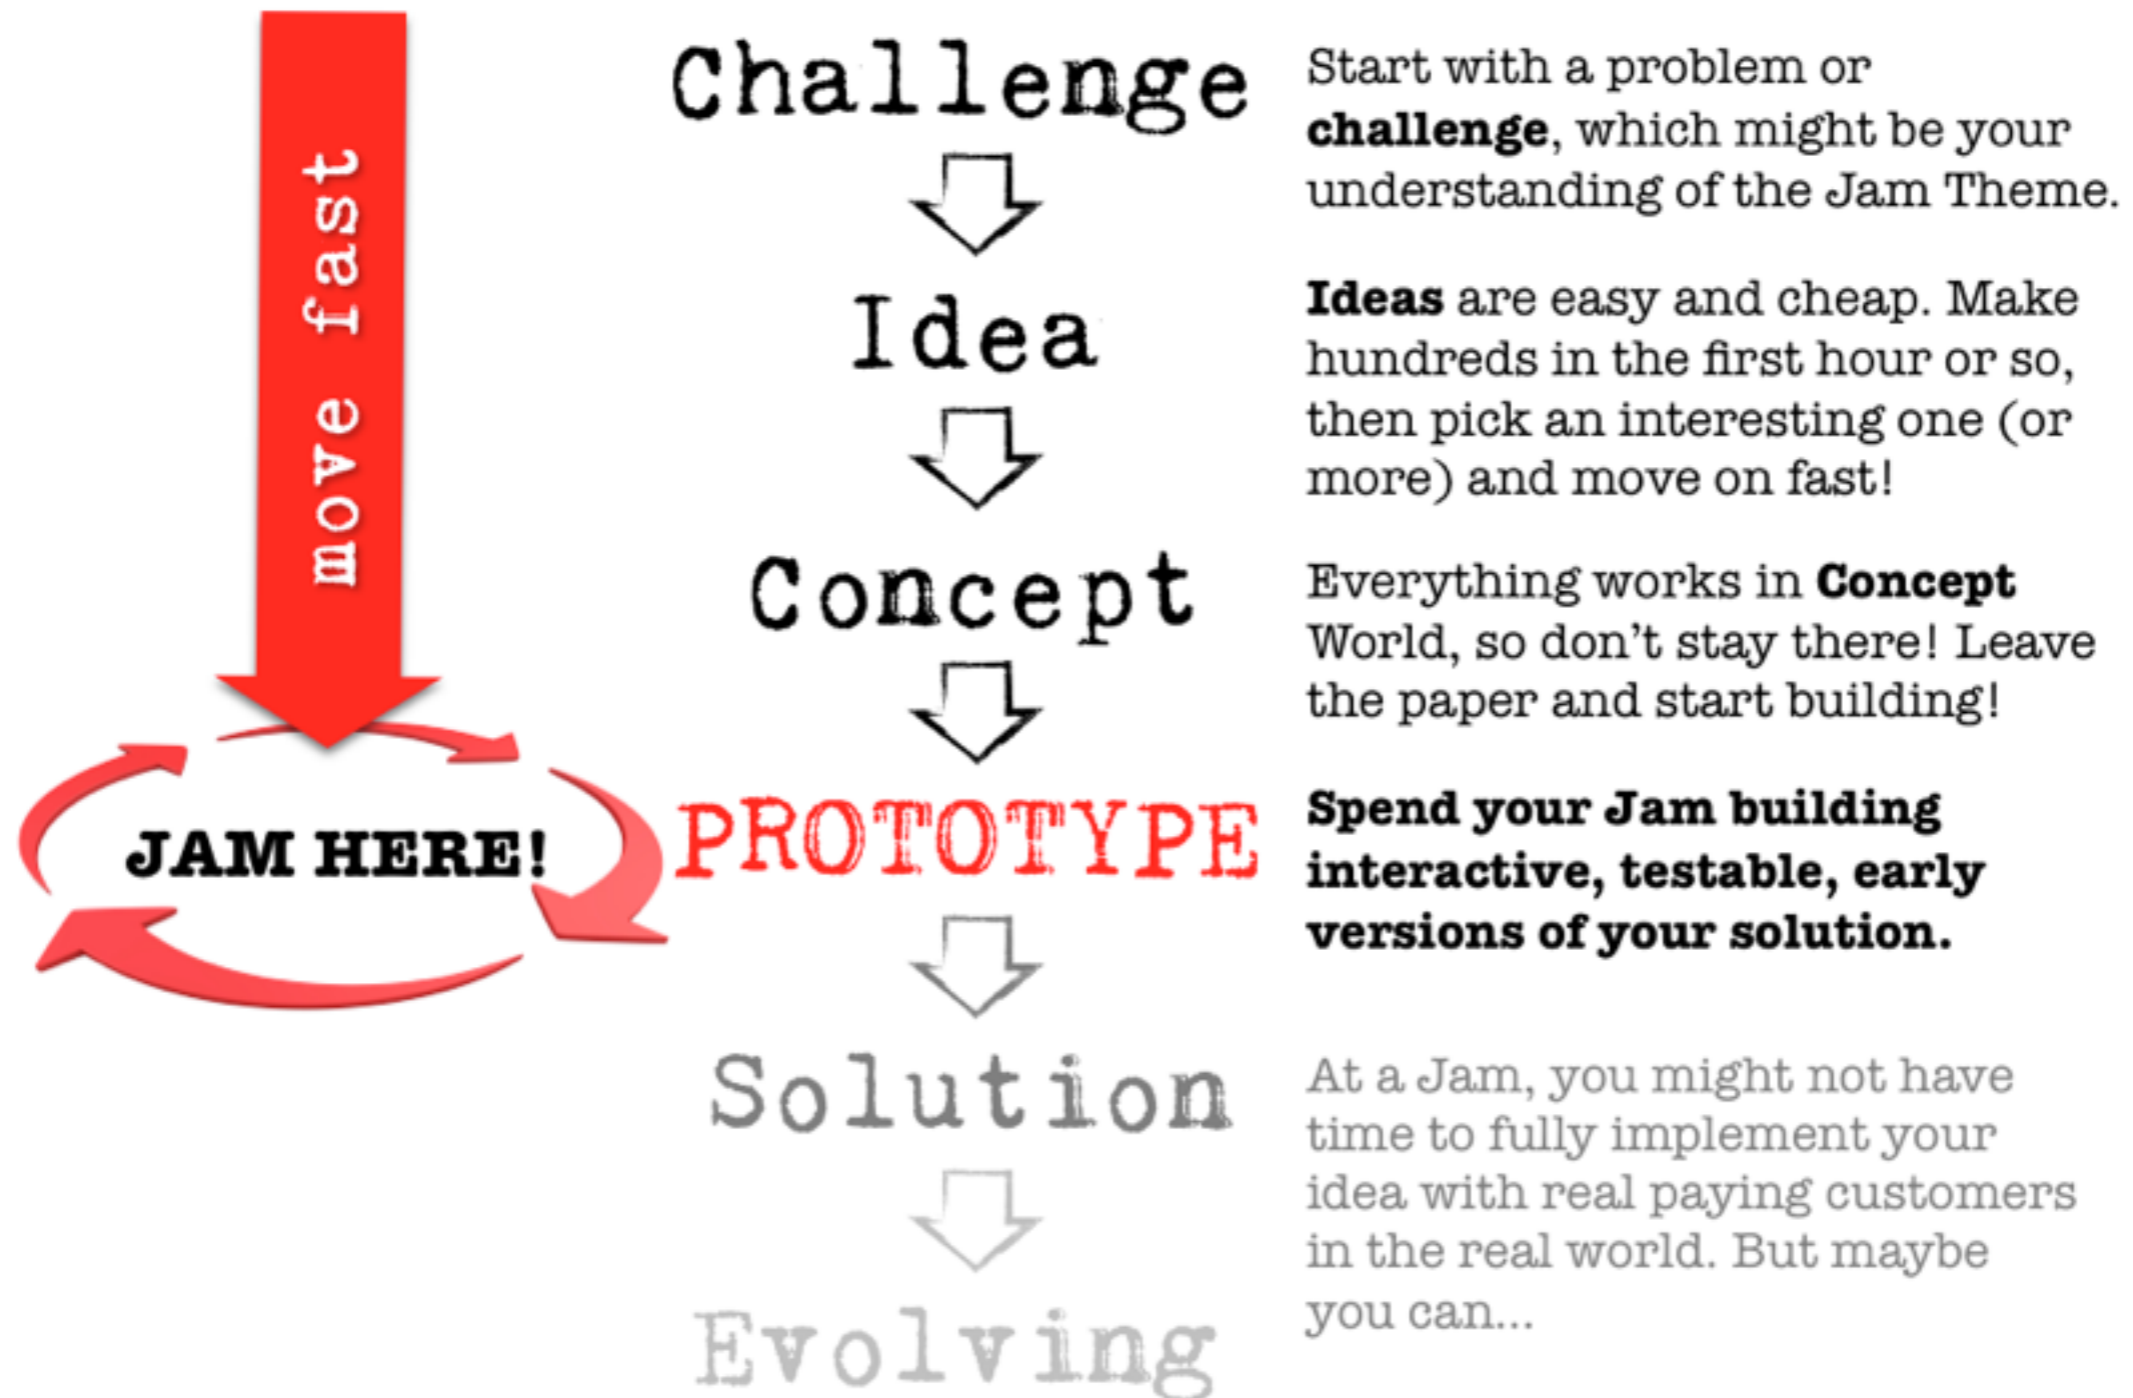 move fast
JAM HERE!
Challenge
Start with a problem or
challenge, which might be your
understanding of the Jam Theme.
Idea
Ideas are easy and cheap. Make
hundreds in the first hour or so,
then pick an interesting one (or
more) and move on fast!
Concept
Everything works in Concept
World, so don't stay there! Leave
the paper and start building!
PROTOTYPE
Spend your Jam building
interactive, testable, early
versions of your solution.
Solution
At a Jam, you might not have
time to fully implement your
idea with real paying customers
in the real world. But maybe
you can...
Evolving